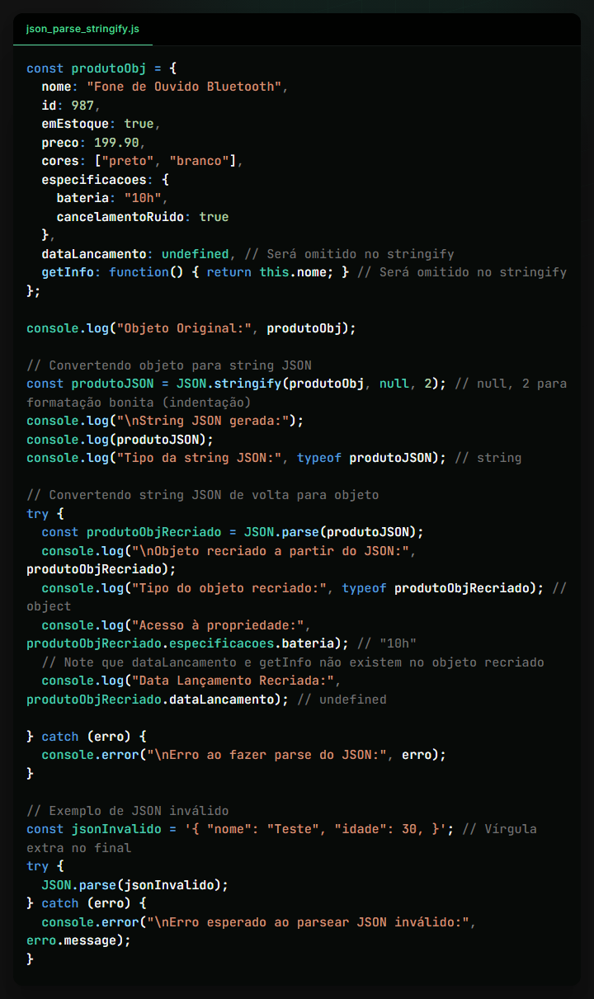 json_parse_stringify.js
const produtoObj = {
  nome: "Fone de Ouvido Bluetooth",
  id: 987,
  emEstoque: true,
  preco: 199.90,
  cores: ["preto", "branco"],
  especificacoes: {
    bateria: "10h",
    cancelamentoRuido: true
  },
  dataLancamento: undefined, // Será omitido no stringify
  getInfo: function() { return this.nome; } // Será omitido no stringify
};

console.log("Objeto Original:", produtoObj);

// Convertendo objeto para string JSON
const produtoJSON = JSON.stringify(produtoObj, null, 2); // null, 2 para
formatação bonita (indentação)
console.log("\nString JSON gerada:");
console.log(produtoJSON);
console.log("Tipo da string JSON:", typeof produtoJSON); // string

// Convertendo string JSON de volta para objeto
try {
  const produtoObjRecriado = JSON.parse(produtoJSON);
  console.log("\nObjeto recriado a partir do JSON:",
produtoObjRecriado);
  console.log("Tipo do objeto recriado:", typeof produtoObjRecriado); //
object
  console.log("Acesso à propriedade:",
produtoObjRecriado.especificacoes.bateria); // "10h"
  // Note que dataLancamento e getInfo não existem no objeto recriado
  console.log("Data Lançamento Recriada:",
produtoObjRecriado.dataLancamento); // undefined

} catch (erro) {
  console.error("\nErro ao fazer parse do JSON:", erro);
}

// Exemplo de JSON inválido
const jsonInvalido = '{ "nome": "Teste", "idade": 30, }'; // Vírgula
extra no final
try {
  JSON.parse(jsonInvalido);
} catch (erro) {
  console.error("\nErro esperado ao parsear JSON inválido:",
erro.message);
}